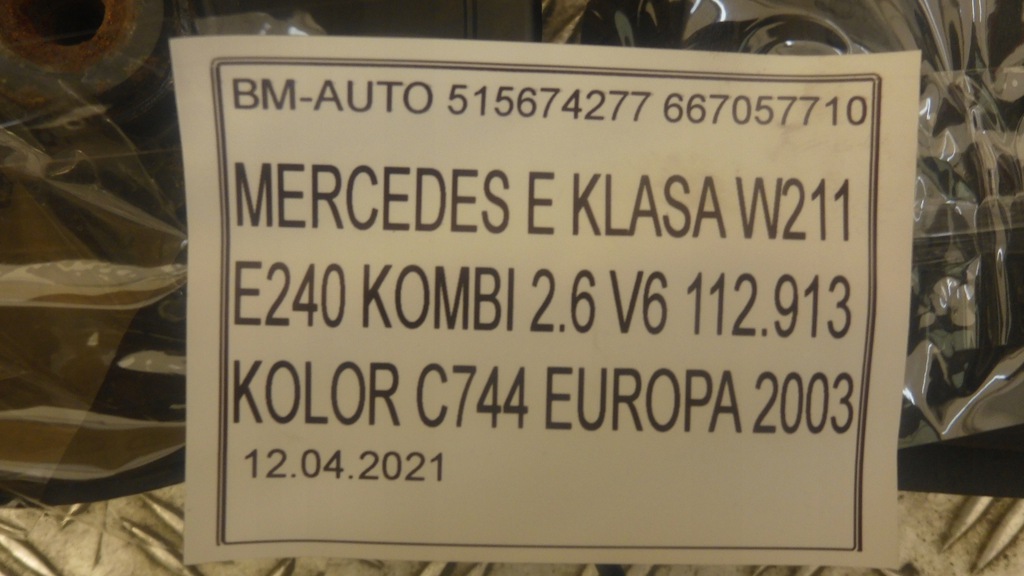 BM-AUTO 515674277 667057710
MERCEDES E KLASA W211
E240 KOMBI 2.6 V6 112.913
KOLOR C744 EUROPA 2003
12.04.2021